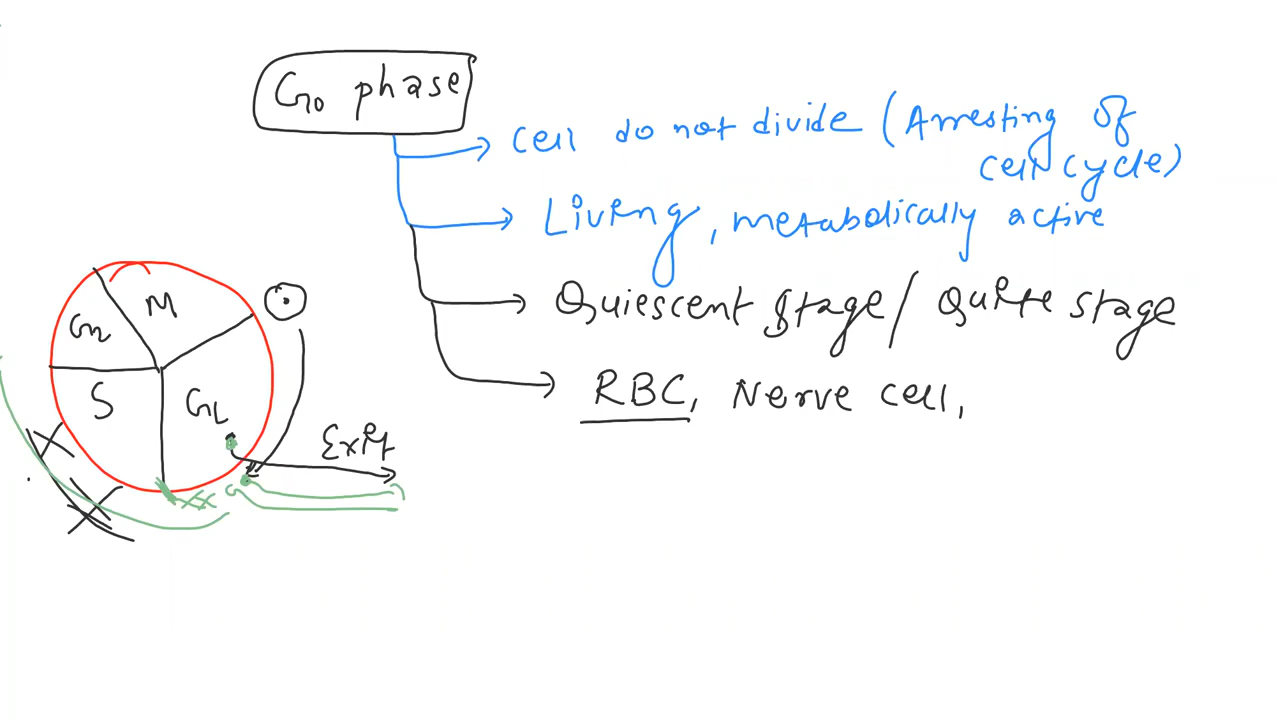 G0 phase
Cell do not divide (Arresting of
cell cycle)
Living, metabolically active
Quiescent stage/ Quite stage
RBC, Nerve cell,
M
G2
S
G1
Exit